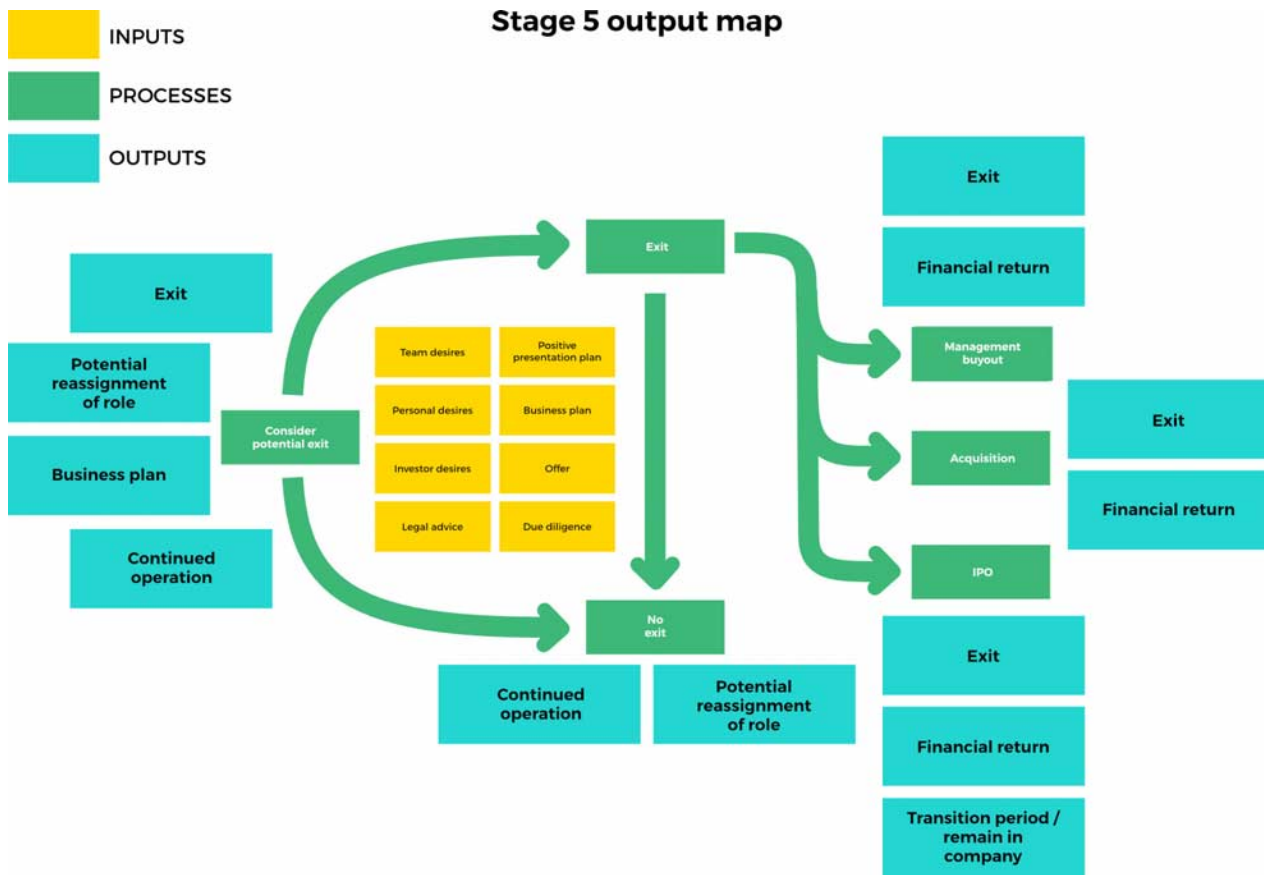 Stage 5 output map
INPUTS
PROCESSES
OUTPUTS
Exit
Potential
reassignment
of role
Business plan
Continued
operation
Consider
potential exit
Team desires
Positive
presentation plan
Personal desires
Business plan
Investor desires
Offer
Legal advice
Due diligence
Exit
No
exit
Continued
operation
Potential
reassignment
of role
Exit
Financial return
Management
buyout
Acquisition
Exit
Financial return
IPO
Exit
Financial return
Transition period /
remain in
company